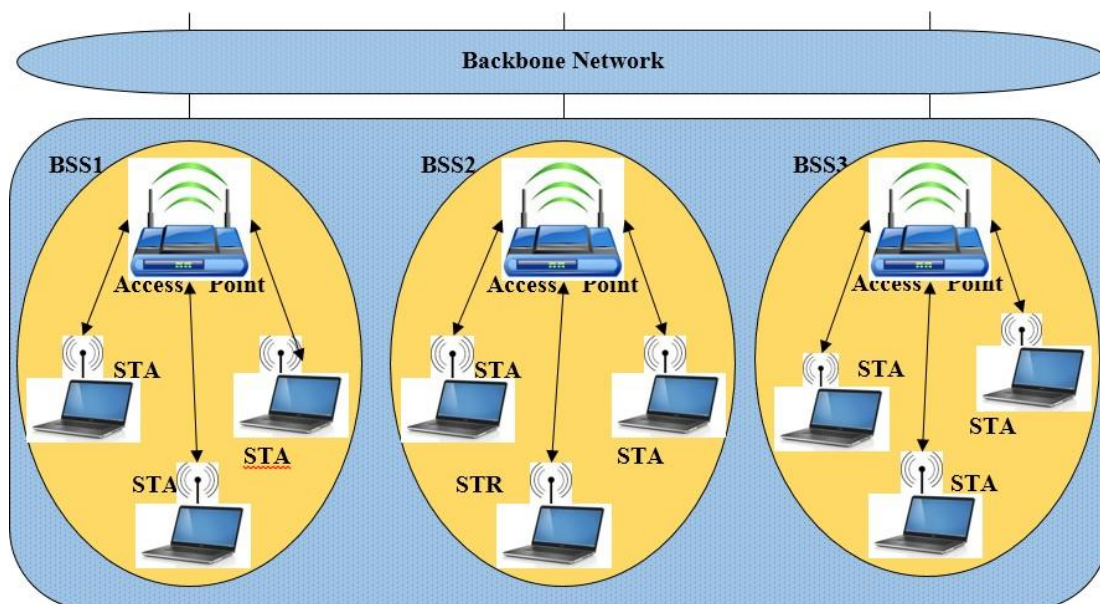 Backbone Network
BSS1
BSS2
BSS3
Access Point
Access Point
Access Point
STA
STA
STA
STA
STA
STA
STA
STA
STR
STA